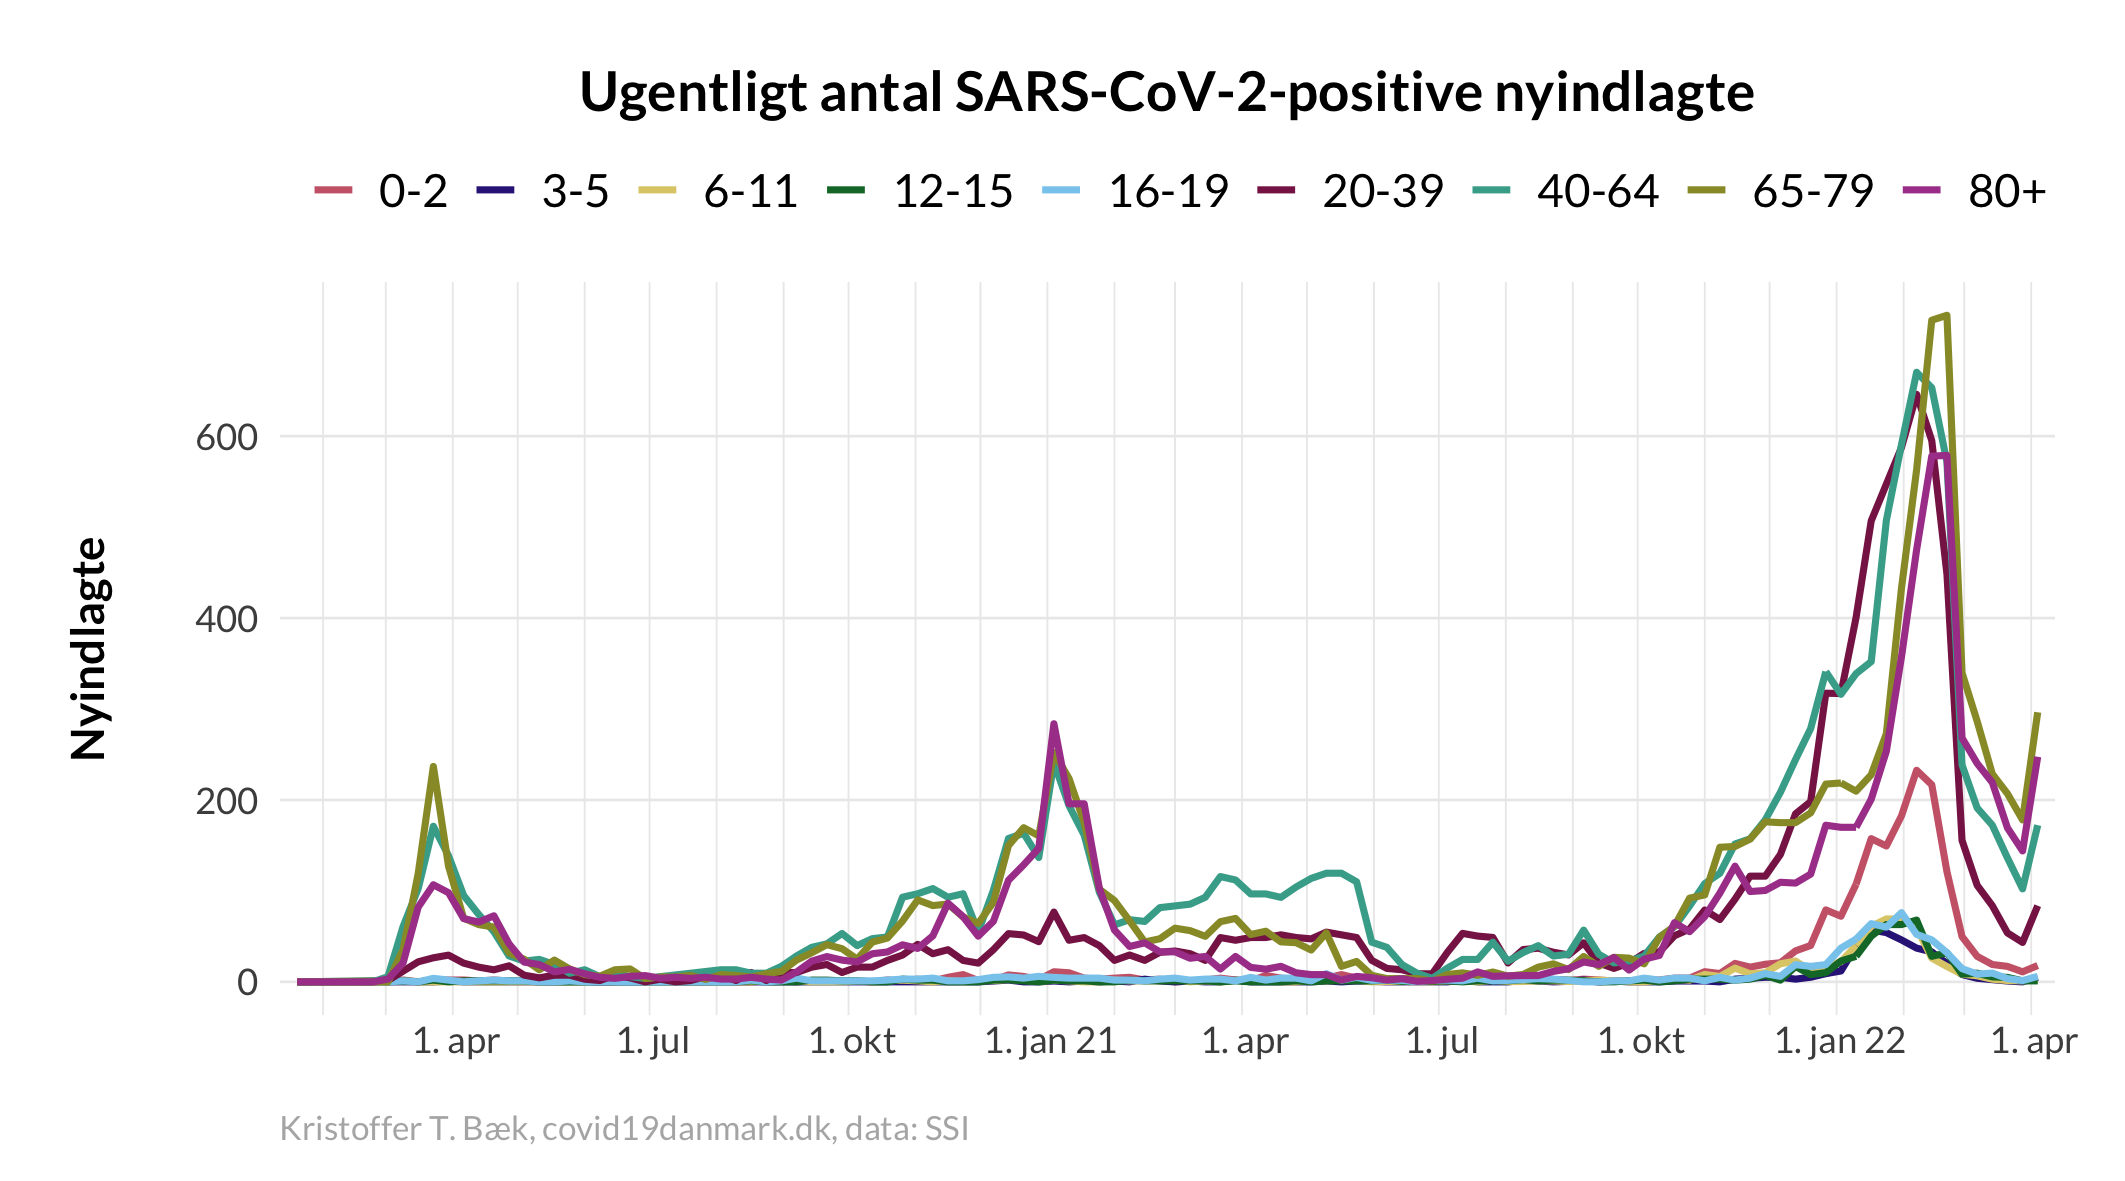 Ugentligt antal SARS-CoV-2-positive nyindlagte
0-2 3-5 6-11 12-15 16-19 20-39 40-64 65-79 80+
Nyindlagte
600
400
200
0
1. apr 1. jul 1. okt 1. jan 21 1. apr 1. jul 1. okt 1. jan 22 1. apr
Kristoffer T. Bæk, covid19danmark.dk, data: SSI